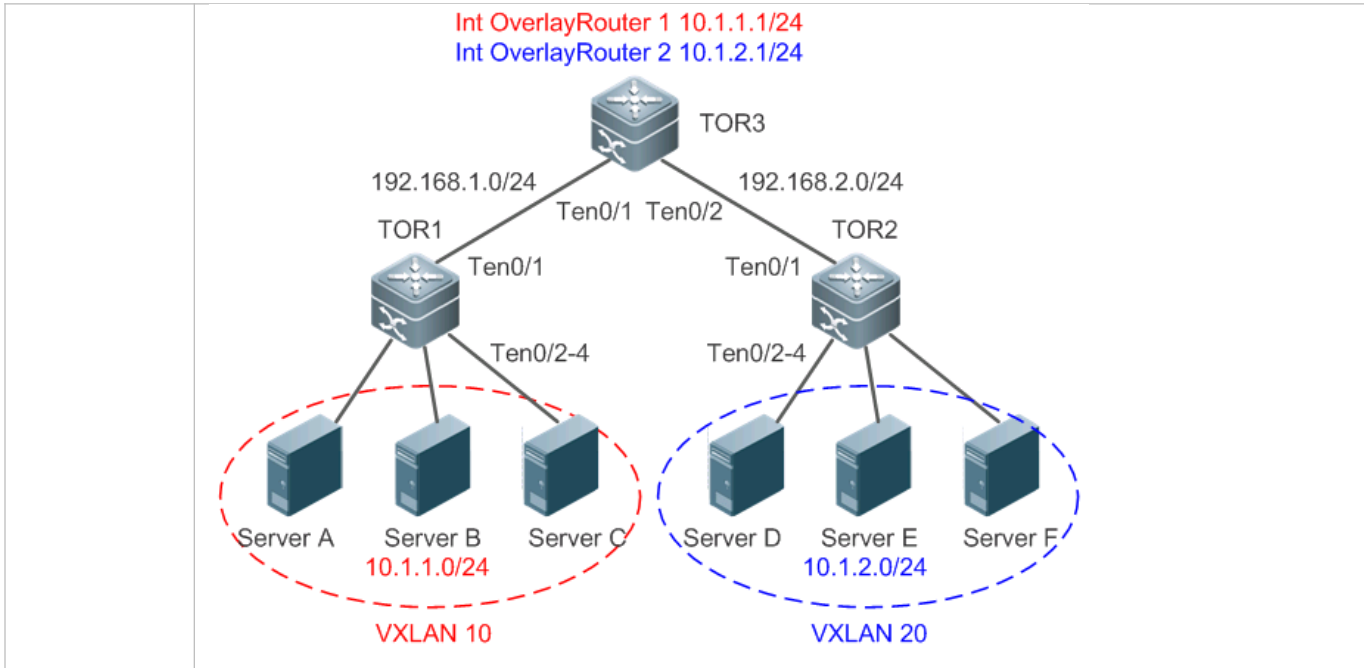 Int OverlayRouter 1 10.1.1.1/24
Int OverlayRouter 2 10.1.2.1/24
TOR3
192.168.1.0/24
192.168.2.0/24
Ten0/1
Ten0/2
TOR1
TOR2
Ten0/1
Ten0/1
Ten0/2-4
Ten0/2-4
Server A
Server B
Server C
Server D
Server E
Server F
10.1.1.0/24
10.1.2.0/24
VXLAN 10
VXLAN 20